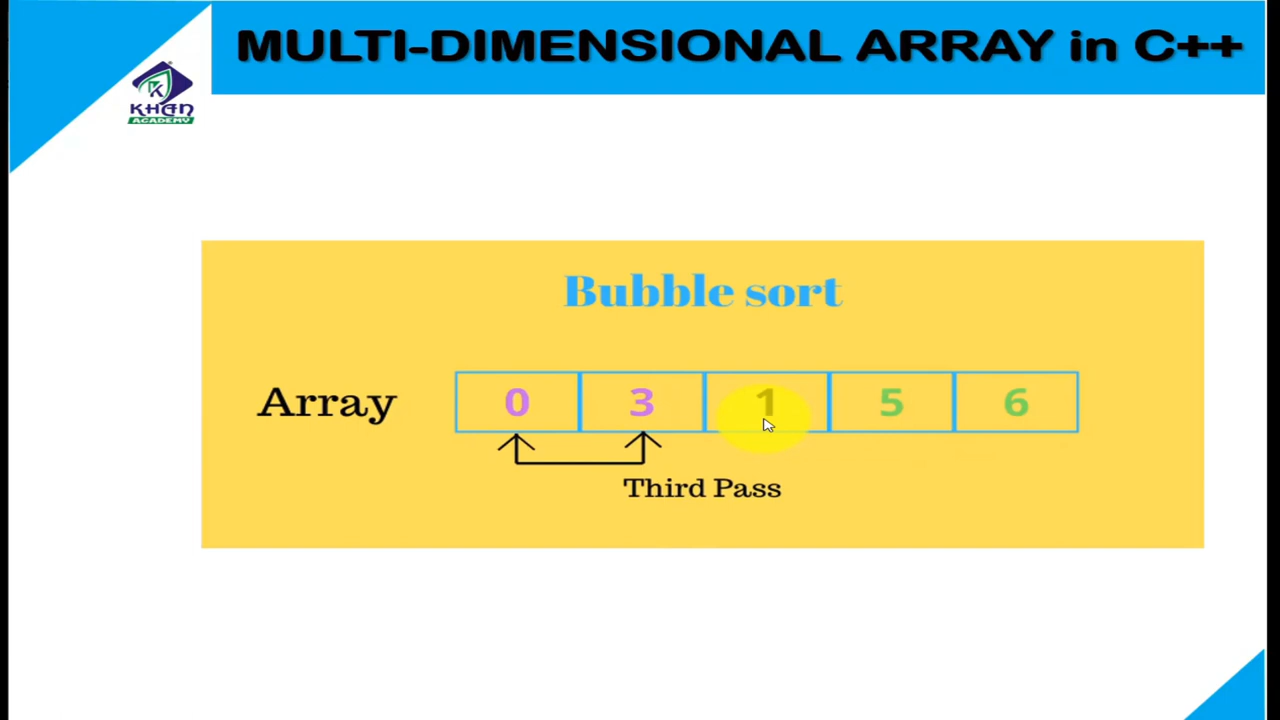 MULTI-DIMENSIONAL ARRAY in C++
KHAN
ACADEMY
Bubble sort
Array 0 3 1 5 6
Third Pass